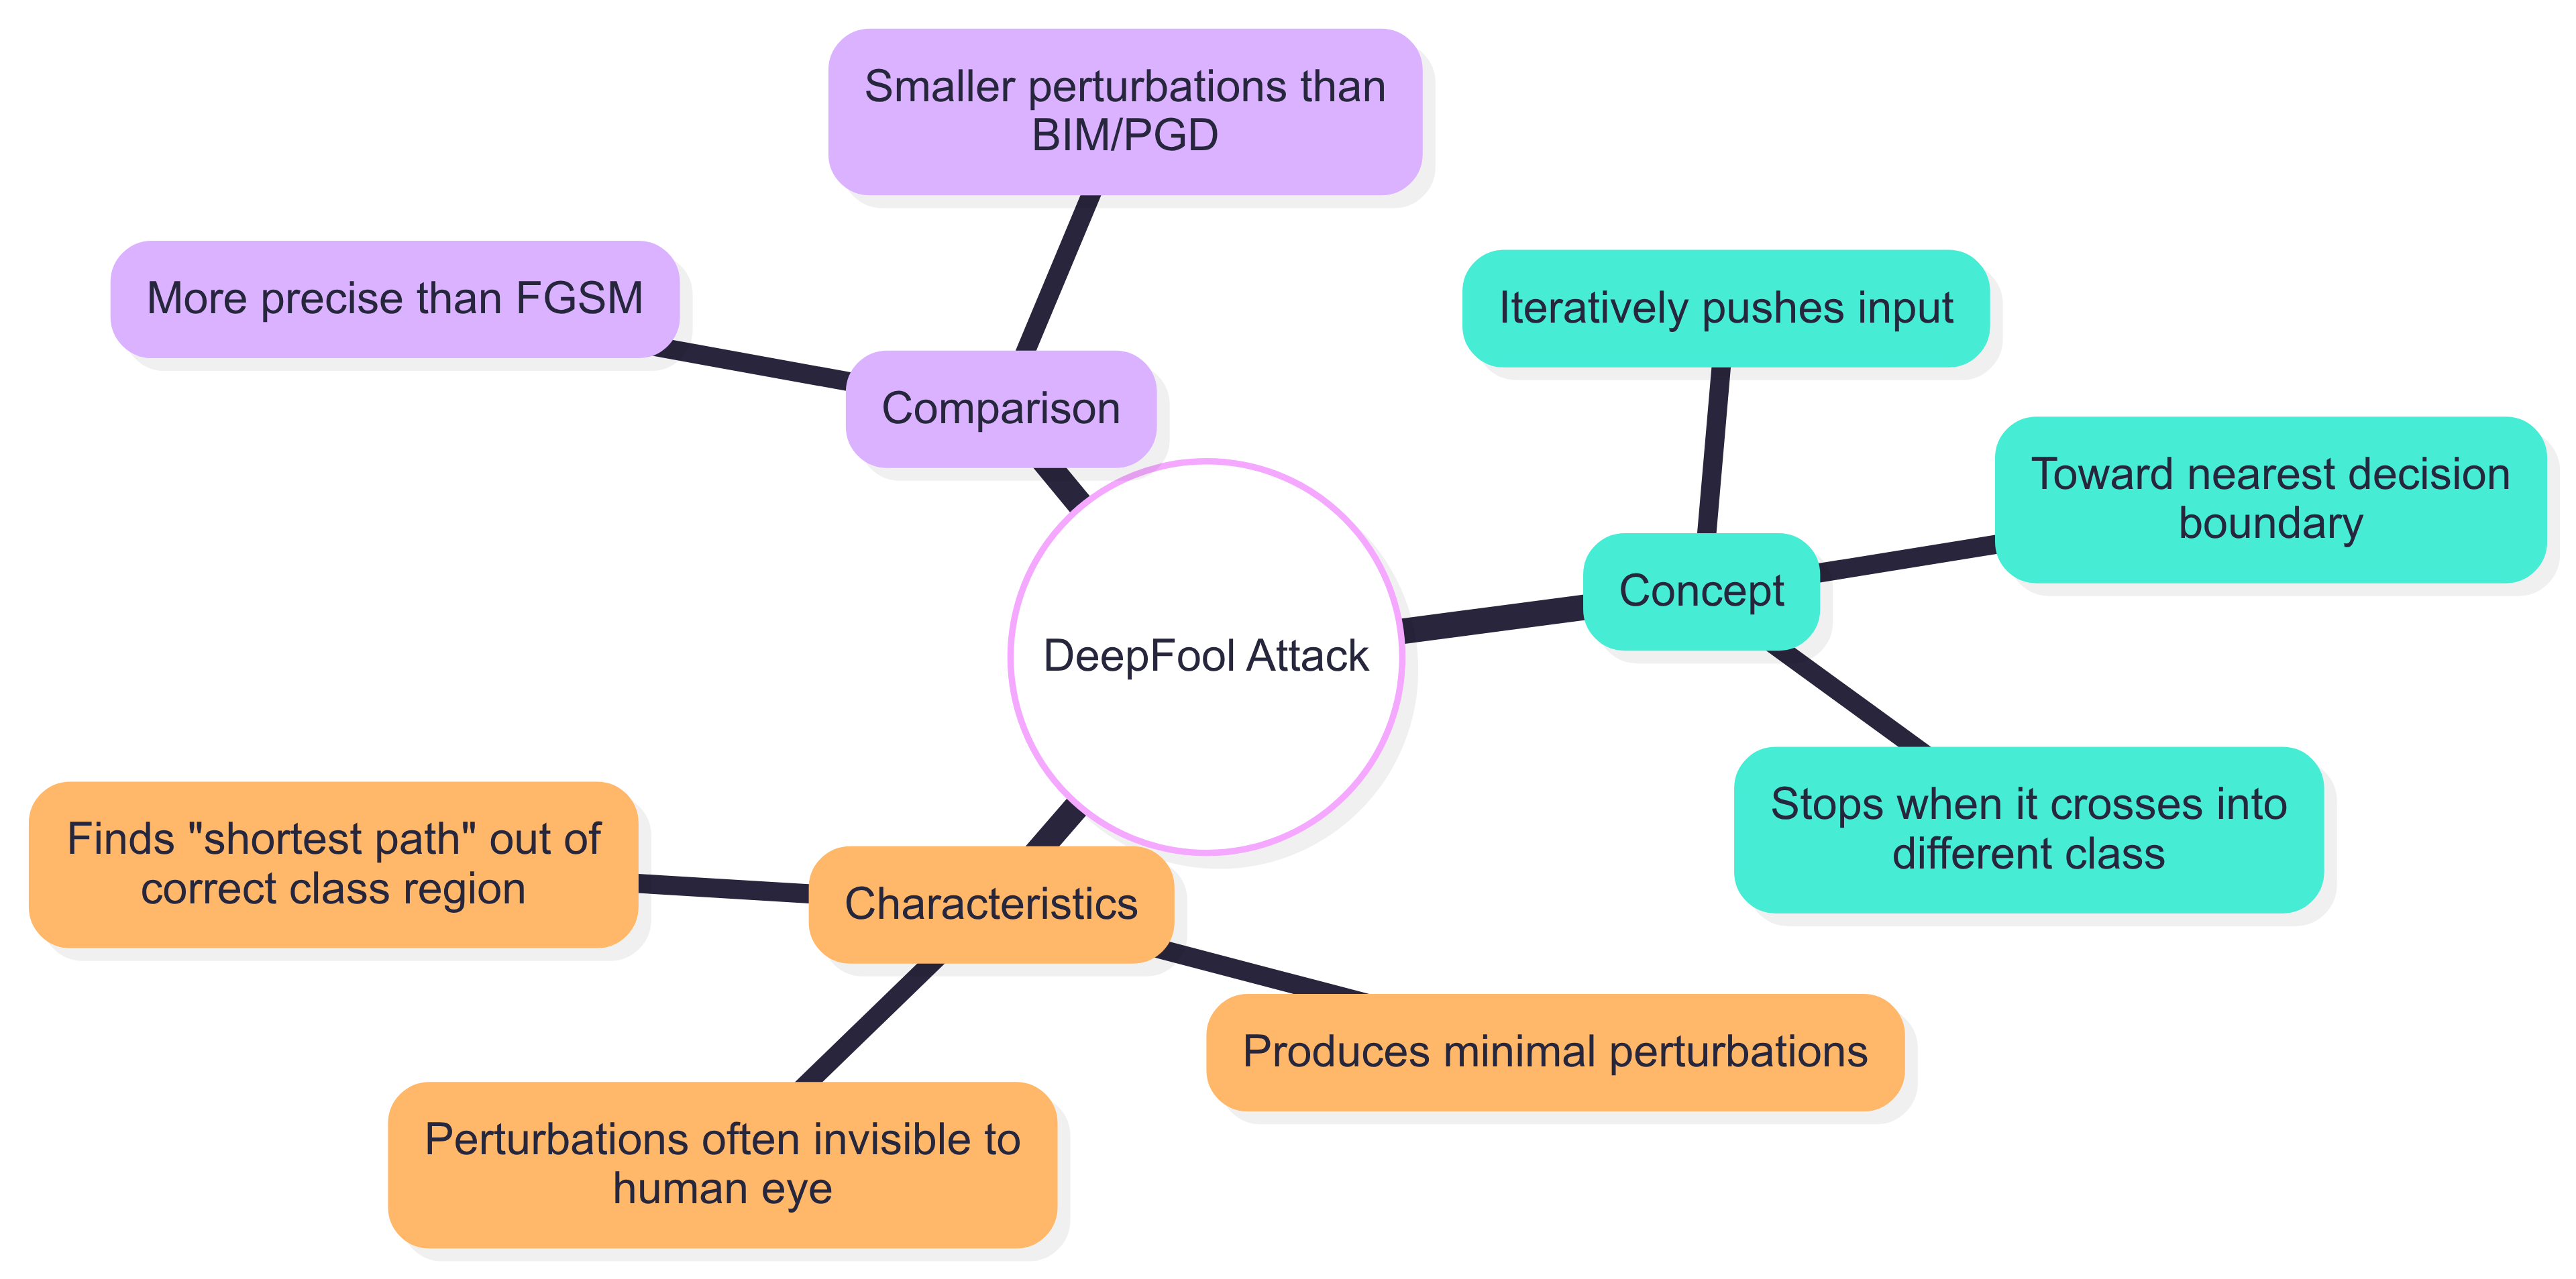 Smaller perturbations than
BIM/PGD
More precise than FGSM
Comparison
Iteratively pushes input
Toward nearest decision
boundary
Concept
Stops when it crosses into
different class
DeepFool Attack
Finds "shortest path" out of
correct class region
Characteristics
Produces minimal perturbations
Perturbations often invisible to
human eye